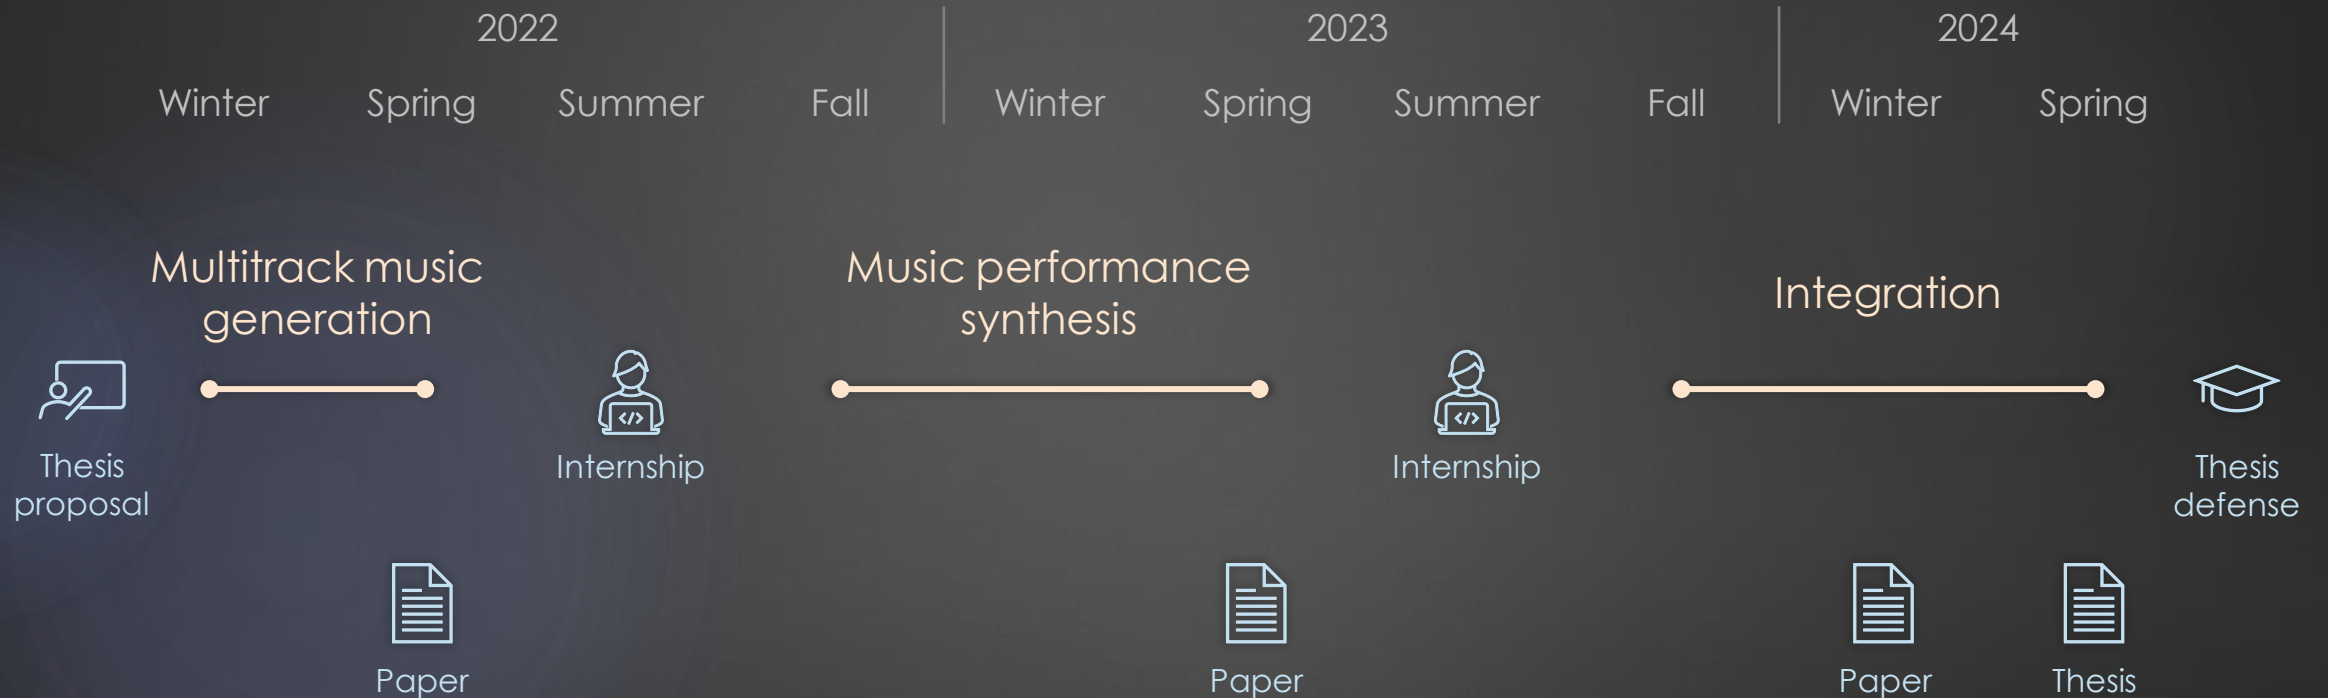 2022 2023 2024
Winter Spring Summer Fall Winter Spring Summer Fall Winter Spring
Multitrack music
generation
Music performance
synthesis
Integration
Thesis
proposal
</>
Internship
</>
Internship
Thesis
defense
Paper
Paper
Paper
Thesis